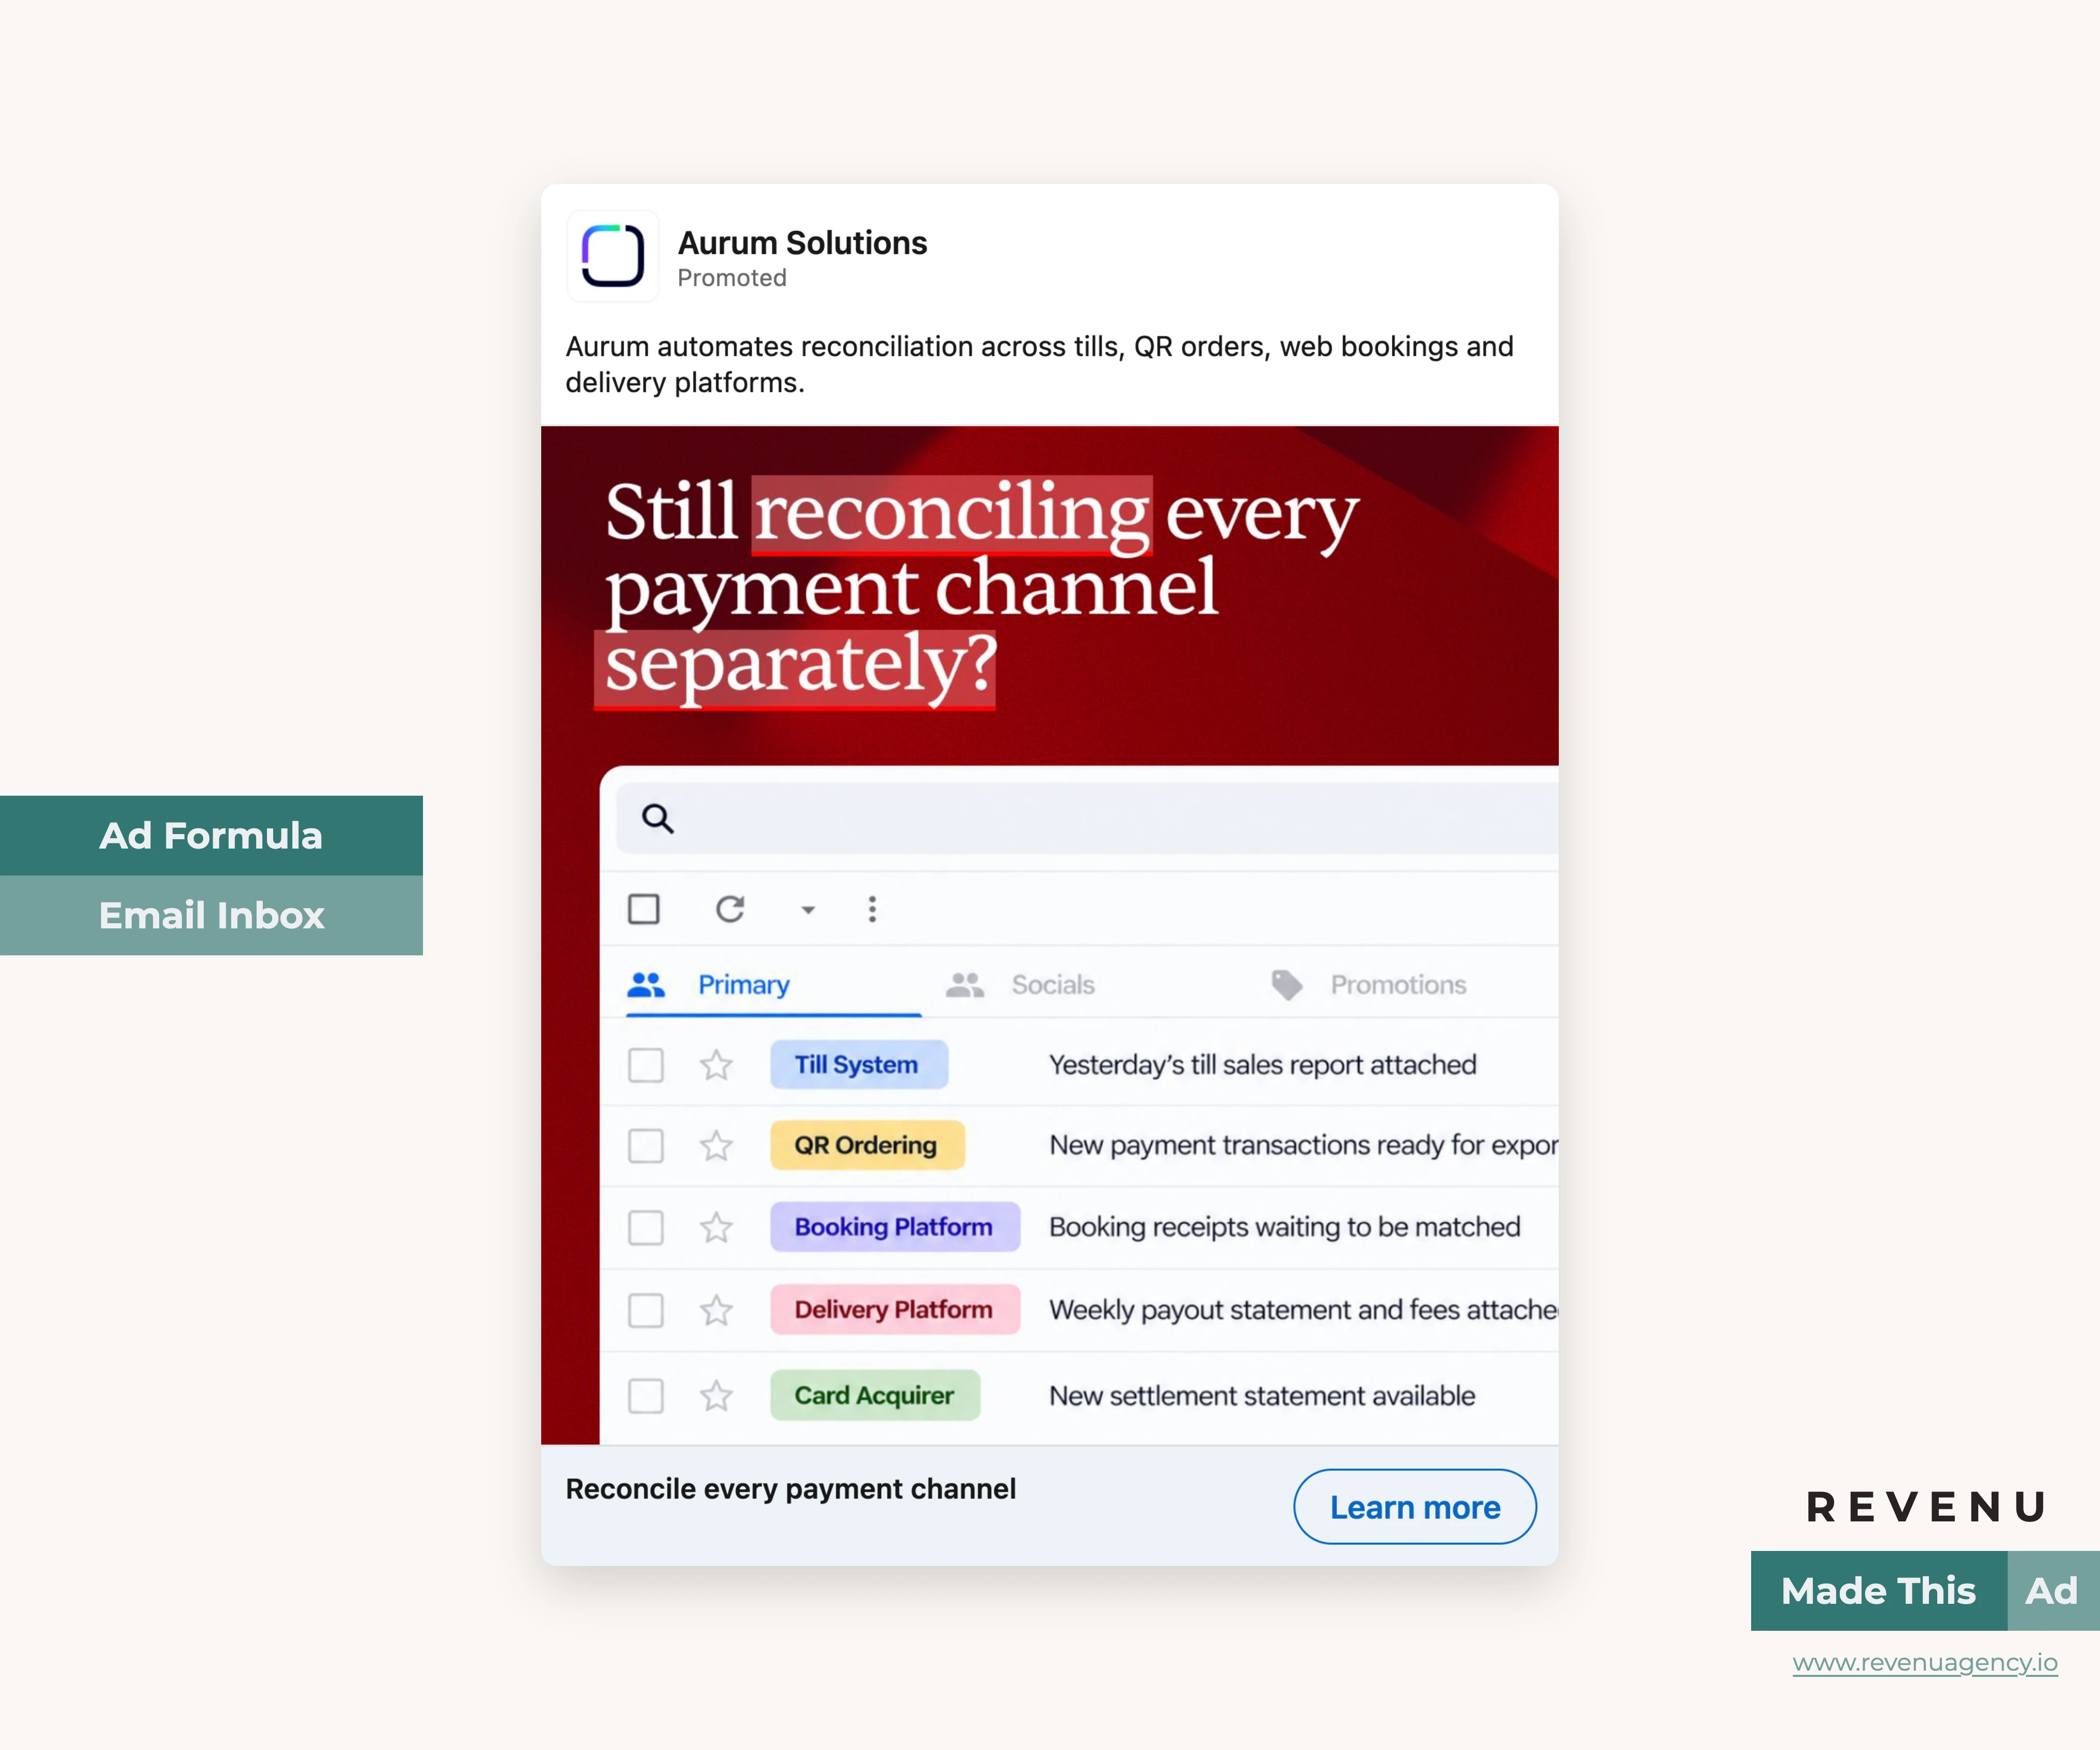 Aurum Solutions
Promoted
Aurum automates reconciliation across tills, QR orders, web bookings and
delivery platforms.
Still reconciling every
payment channel
separately?
Ad Formula
Email Inbox
Primary
Socials
Promotions
Till System
Yesterday's till sales report attached
QR Ordering
New payment transactions ready for expor
Booking Platform
Booking receipts waiting to be matched
Delivery Platform
Weekly payout statement and fees attache
Card Acquirer
New settlement statement available
Reconcile every payment channel
Learn more
REVENU
Made This Ad
www.revenuagency.io